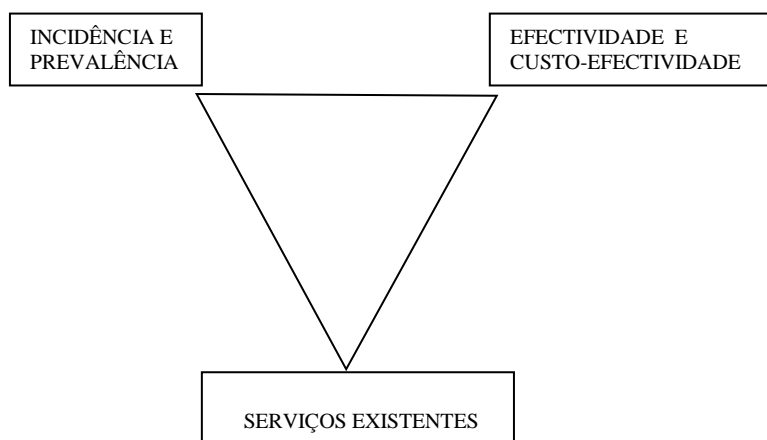 INCIDÊNCIA E
PREVALÊNCIA
EFECTIVIDADE E
CUSTO-EFECTIVIDADE
SERVIÇOS EXISTENTES